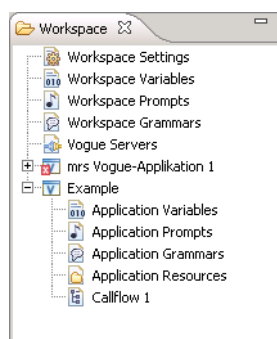 Workspace
Workspace Settings
Workspace Variables
Workspace Prompts
Workspace Grammars
Vogue Servers
mrs Vogue-Applikation 1
Example
Application Variables
Application Prompts
Application Grammars
Application Resources
Callflow 1